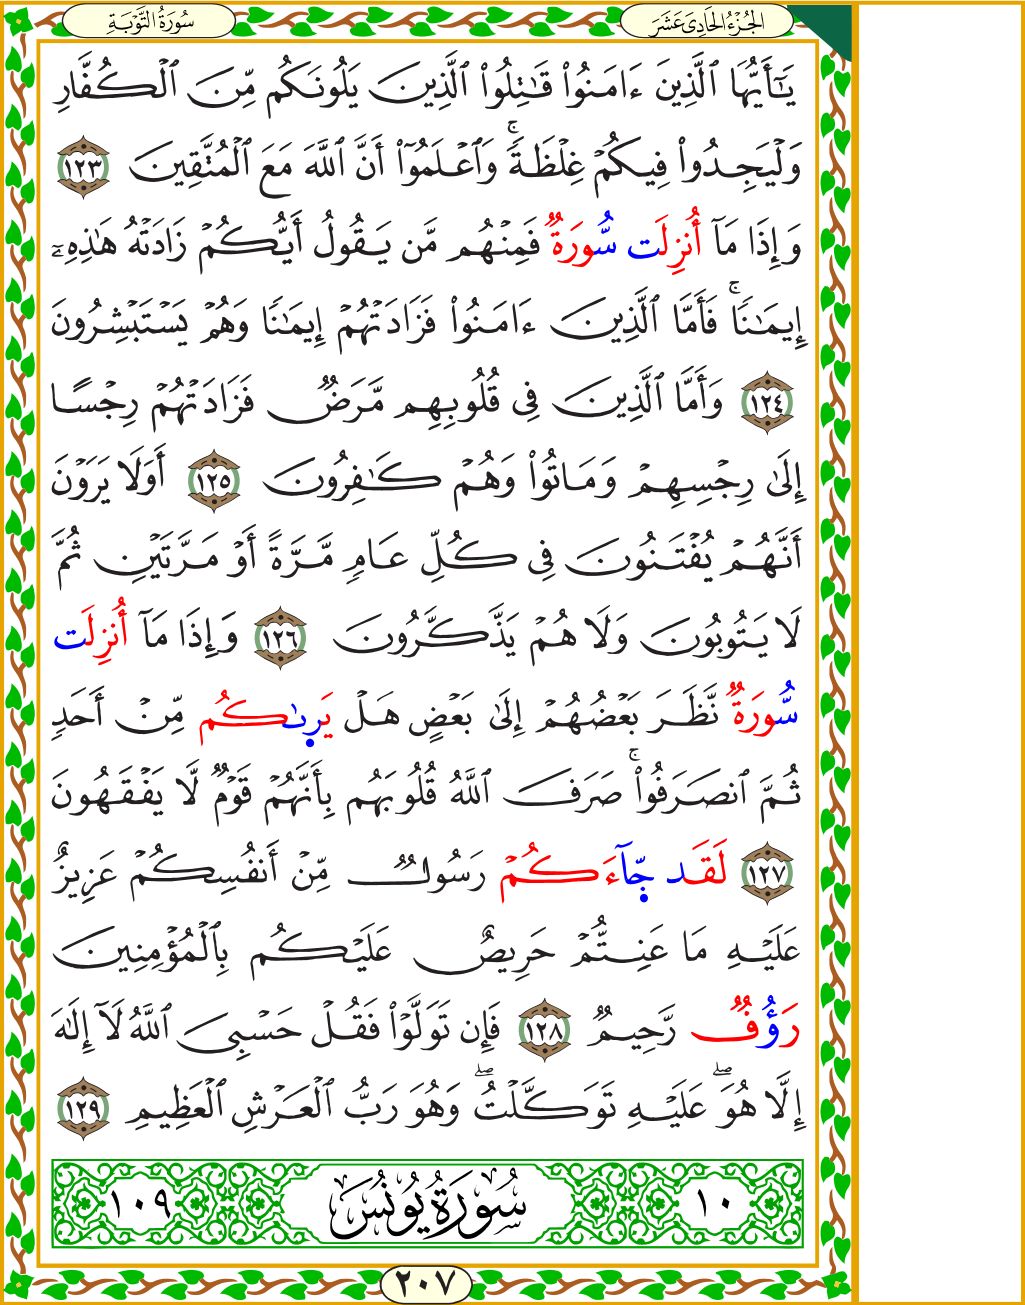 الجُزْءُ الحَادِى عَشَرَ
سُورَةُ التَّوْبَةِ
يَـٰٓأَيُّهَا ٱلَّذِينَ ءَامَنُوا۟ قَـٰتِلُوا۟ ٱلَّذِينَ يَلُونَكُم مِّنَ ٱلْكُفَّارِ
وَلْيَجِدُوا۟ فِيكُمْ غِلْظَةًۚ وَٱعْلَمُوٓا۟ أَنَّ ٱللَّهَ مَعَ ٱلْمُتَّقِينَ ١٢٣
وَإِذَا مَآ أُنزِلَت سُّورَةٌ فَمِنْهُم مَّن يَقُولُ أَيُّكُمْ زَادَتْهُ هَـٰذِهِۦٓ
إِيمَـٰنًاۚ فَأَمَّا ٱلَّذِينَ ءَامَنُوا۟ فَزَادَتْهُمْ إِيمَـٰنًا وَهُمْ يَسْتَبْشِرُونَ
١٢٤ وَأَمَّا ٱلَّذِينَ فِى قُلُوبِهِم مَّرَضٌ فَزَادَتْهُمْ رِجْسًا
إِلَىٰ رِجْسِهِمْ وَمَاتُوا۟ وَهُمْ كَـٰفِرُونَ ١٢٥ أَوَلَا يَرَوْنَ
أَنَّهُمْ يُفْتَنُونَ فِى كُلِّ عَامٍ مَّرَّةً أَوْ مَرَّتَيْنِ ثُمَّ
لَا يَتُوبُونَ وَلَا هُمْ يَذَّكَّرُونَ ١٢٦ وَإِذَا مَآ أُنزِلَت
سُّورَةٌ نَّظَرَ بَعْضُهُمْ إِلَىٰ بَعْضٍ هَلْ يَرِىٰكُم مِّنْ أَحَدٍ
ثُمَّ ٱنصَرَفُوا۟ۚ صَرَفَ ٱللَّهُ قُلُوبَهُم بِأَنَّهُمْ قَوْمٌ لَّا يَفْقَهُونَ
١٢٧ لَقَد جِّآءَكُمْ رَسُولٌ مِّنْ أَنفُسِكُمْ عَزِيزٌ
عَلَيْهِ مَا عَنِتُّمْ حَرِيصٌ عَلَيْكُم بِٱلْمُؤْمِنِينَ
رَؤُفٌ رَّحِيمٌ ١٢٨ فَإِن تَوَلَّوْا۟ فَقُلْ حَسْبِىَ ٱللَّهُ لَآ إِلَـٰهَ
إِلَّا هُوَۖ عَلَيْهِ تَوَكَّلْتُۖ وَهُوَ رَبُّ ٱلْعَرْشِ ٱلْعَظِيمِ ١٢٩
١٠ سُورَةُ يُونُسَ ١٠٩
٢٠٧